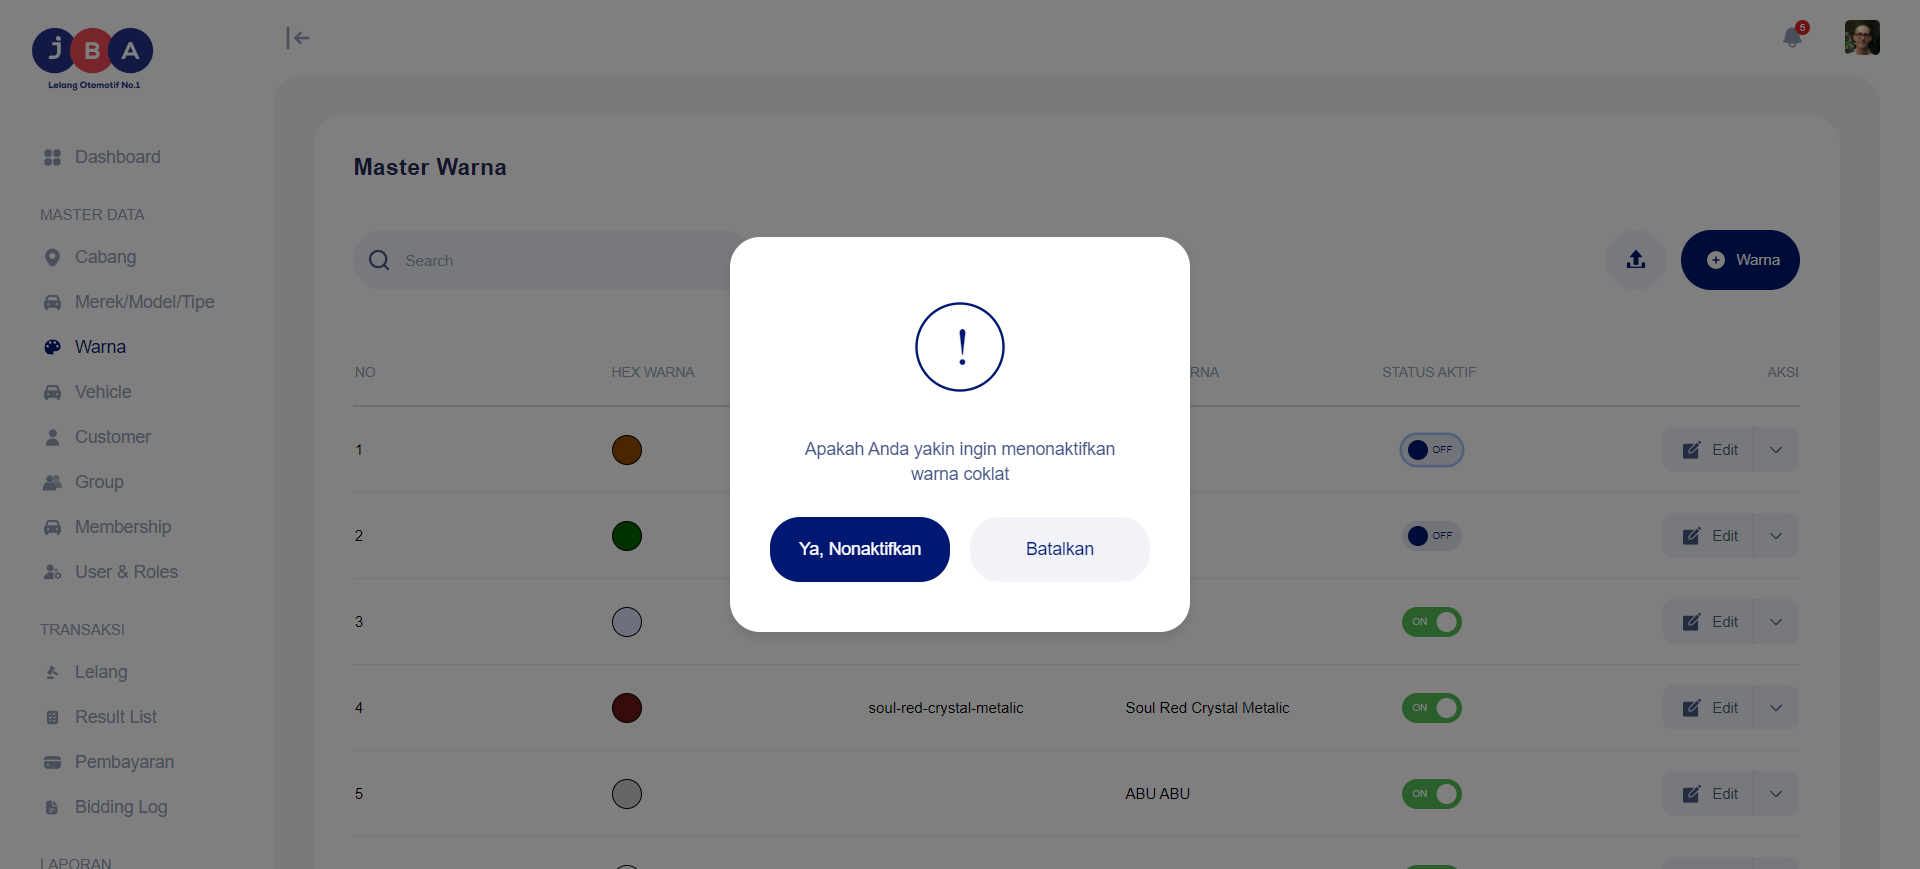 JBA
Lelang Otomotif No.1
5
Dashboard
MASTER DATA
Cabang
Merek/Model/Tipe
Warna
Vehicle
Customer
Group
Membership
User & Roles
TRANSAKSI
Lelang
Result List
Pembayaran
Bidding Log
LAPORAN
Master Warna
Search
Warna
NO
HEX WARNA
RNA
STATUS AKTIF
AKSI
1
OFF
Edit
2
OFF
Edit
3
ON
Edit
4
soul-red-crystal-metalic
Soul Red Crystal Metalic
ON
Edit
5
ABU ABU
ON
Edit
!
Apakah Anda yakin ingin menonaktifkan
warna coklat
Ya, Nonaktifkan
Batalkan